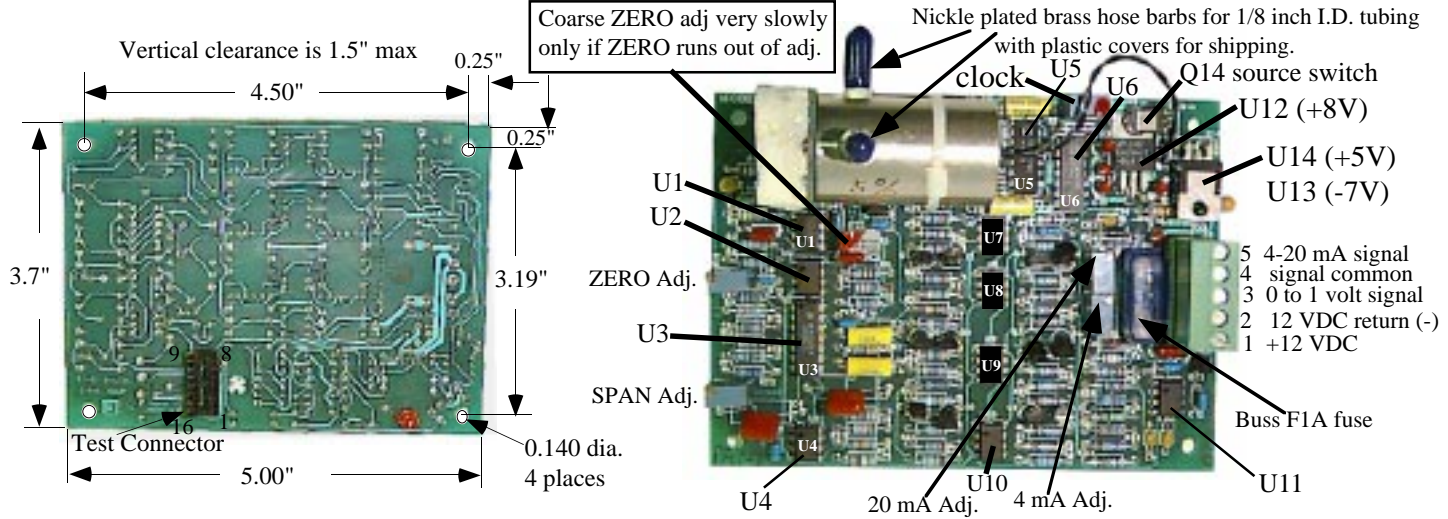 Coarse ZERO adj very slowly
only if ZERO runs out of adj.
Nickle plated brass hose barbs for 1/8 inch I.D. tubing
with plastic covers for shipping.
Vertical clearance is 1.5" max
0.25"
4.50"
0.25"
3.7"
3.19"
9
8
16
1
Test Connector
5.00"
0.140 dia.
4 places
clock
U5
U6
Q14 source switch
U12 (+8V)
U14 (+5V)
U13 (-7V)
U5
U6
U1
U2
U1
U7
ZERO Adj.
U8
U3
U3
U9
SPAN Adj.
U4
U4
U10
20 mA Adj.
4 mA Adj.
5 4-20 mA signal
4 signal common
3 0 to 1 volt signal
2 12 VDC return (-)
1 +12 VDC
Buss F1A fuse
U11